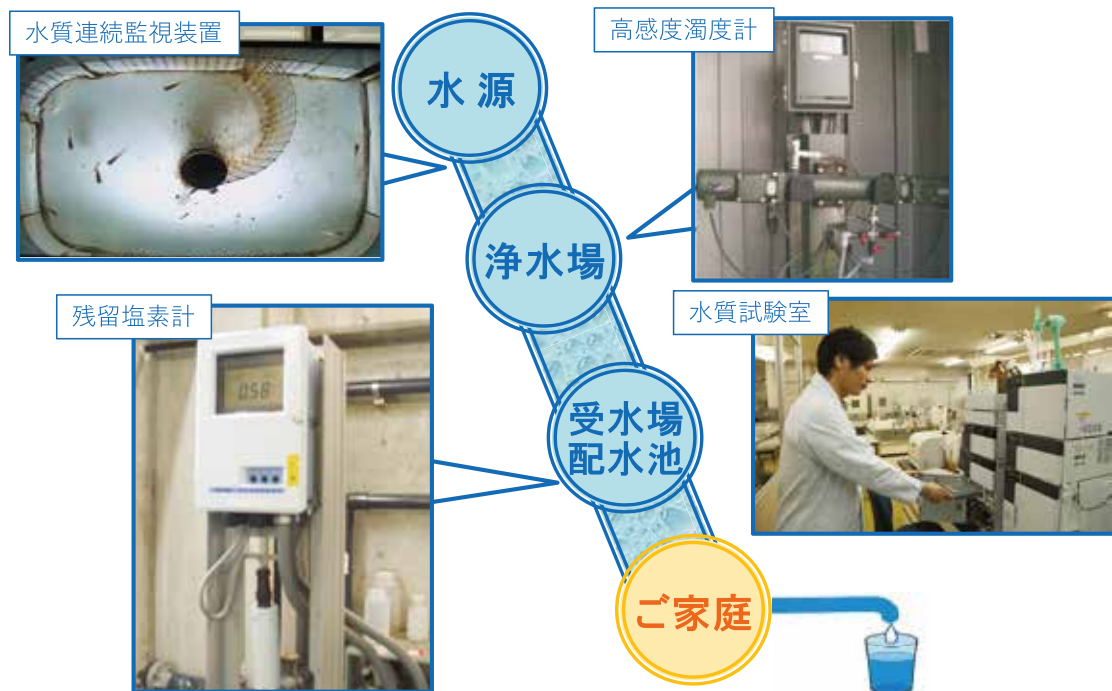 水質連続監視装置
水源
高感度濁度計
浄水場
残留塩素計
0.58
水質試験室
受水場
配水池
ご家庭